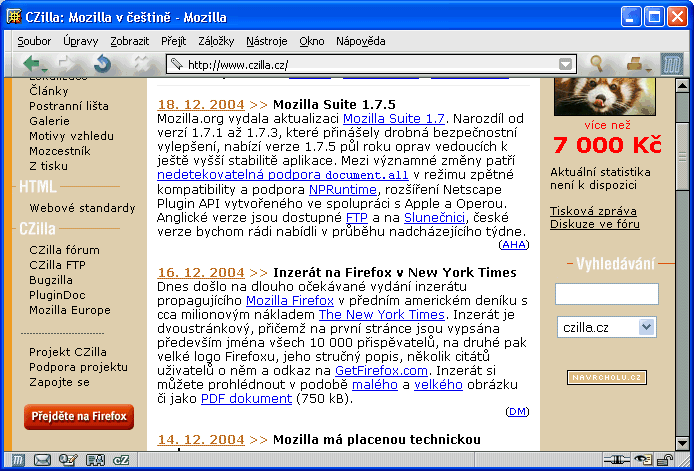 CZilla: Mozilla v češtině - Mozilla
Soubor Úpravy Zobrazit Přejít Záložky Nástroje Okno Nápověda
http://www.czilla.cz/
Články
Postranní lišta
Galerie
Motivy vzhledu
Mozcestník
Z tisku
HTML
Webové standardy
CZilla
CZilla fórum
CZilla FTP
Bugzilla
PluginDoc
Mozilla Europe
Projekt CZilla
Podpora projektu
Zapojte se
Přejděte na Firefox
18. 12. 2004 >> Mozilla Suite 1.7.5
Mozilla.org vydala aktualizaci Mozilla Suite 1.7. Narozdíl od
verzí 1.7.1 až 1.7.3, které přinášely drobná bezpečnostní
vylepšení, nabízí verze 1.7.5 půl roku oprav vedoucích k
ještě vyšší stabilitě aplikace. Mezi významné změny patří
nedetekovatelná podpora document.all v režimu zpětné
kompatibility a podpora NPRuntime, rozšíření Netscape
Plugin API vytvořeného ve spolupráci s Apple a Operou.
Anglické verze jsou dostupné FTP a na Slunečnici, české
verze bychom rádi nabídli v průběhu nadcházejícího týdne.
(AHA)
16. 12. 2004 >> Inzerát na Firefox v New York Times
Dnes došlo na dlouho očekávané vydání inzerátu
propagujícího Mozilla Firefox v předním americkém deníku s
cca milionovým nákladem The New York Times. Inzerát je
dvoustránkový, přičemž na první stránce jsou vypsána
především jména všech 10 000 přispěvatelů, na druhé pak
velké logo Firefoxu, jeho stručný popis, několik citátů
uživatelů o něm a odkaz na GetFirefox.com. Inzerát si
můžete prohlédnout v podobě malého a velkého obrázku
či jako PDF dokument (750 kB).
(DM)
14. 12. 2004 >> Mozilla má placenou technickou
více než
7 000 Kč
Aktuální statistika
není k dispozici
Tisková zpráva
Diskuze ve fóru
Vyhledávání
czilla.cz
NAVRCHOLU.CZ